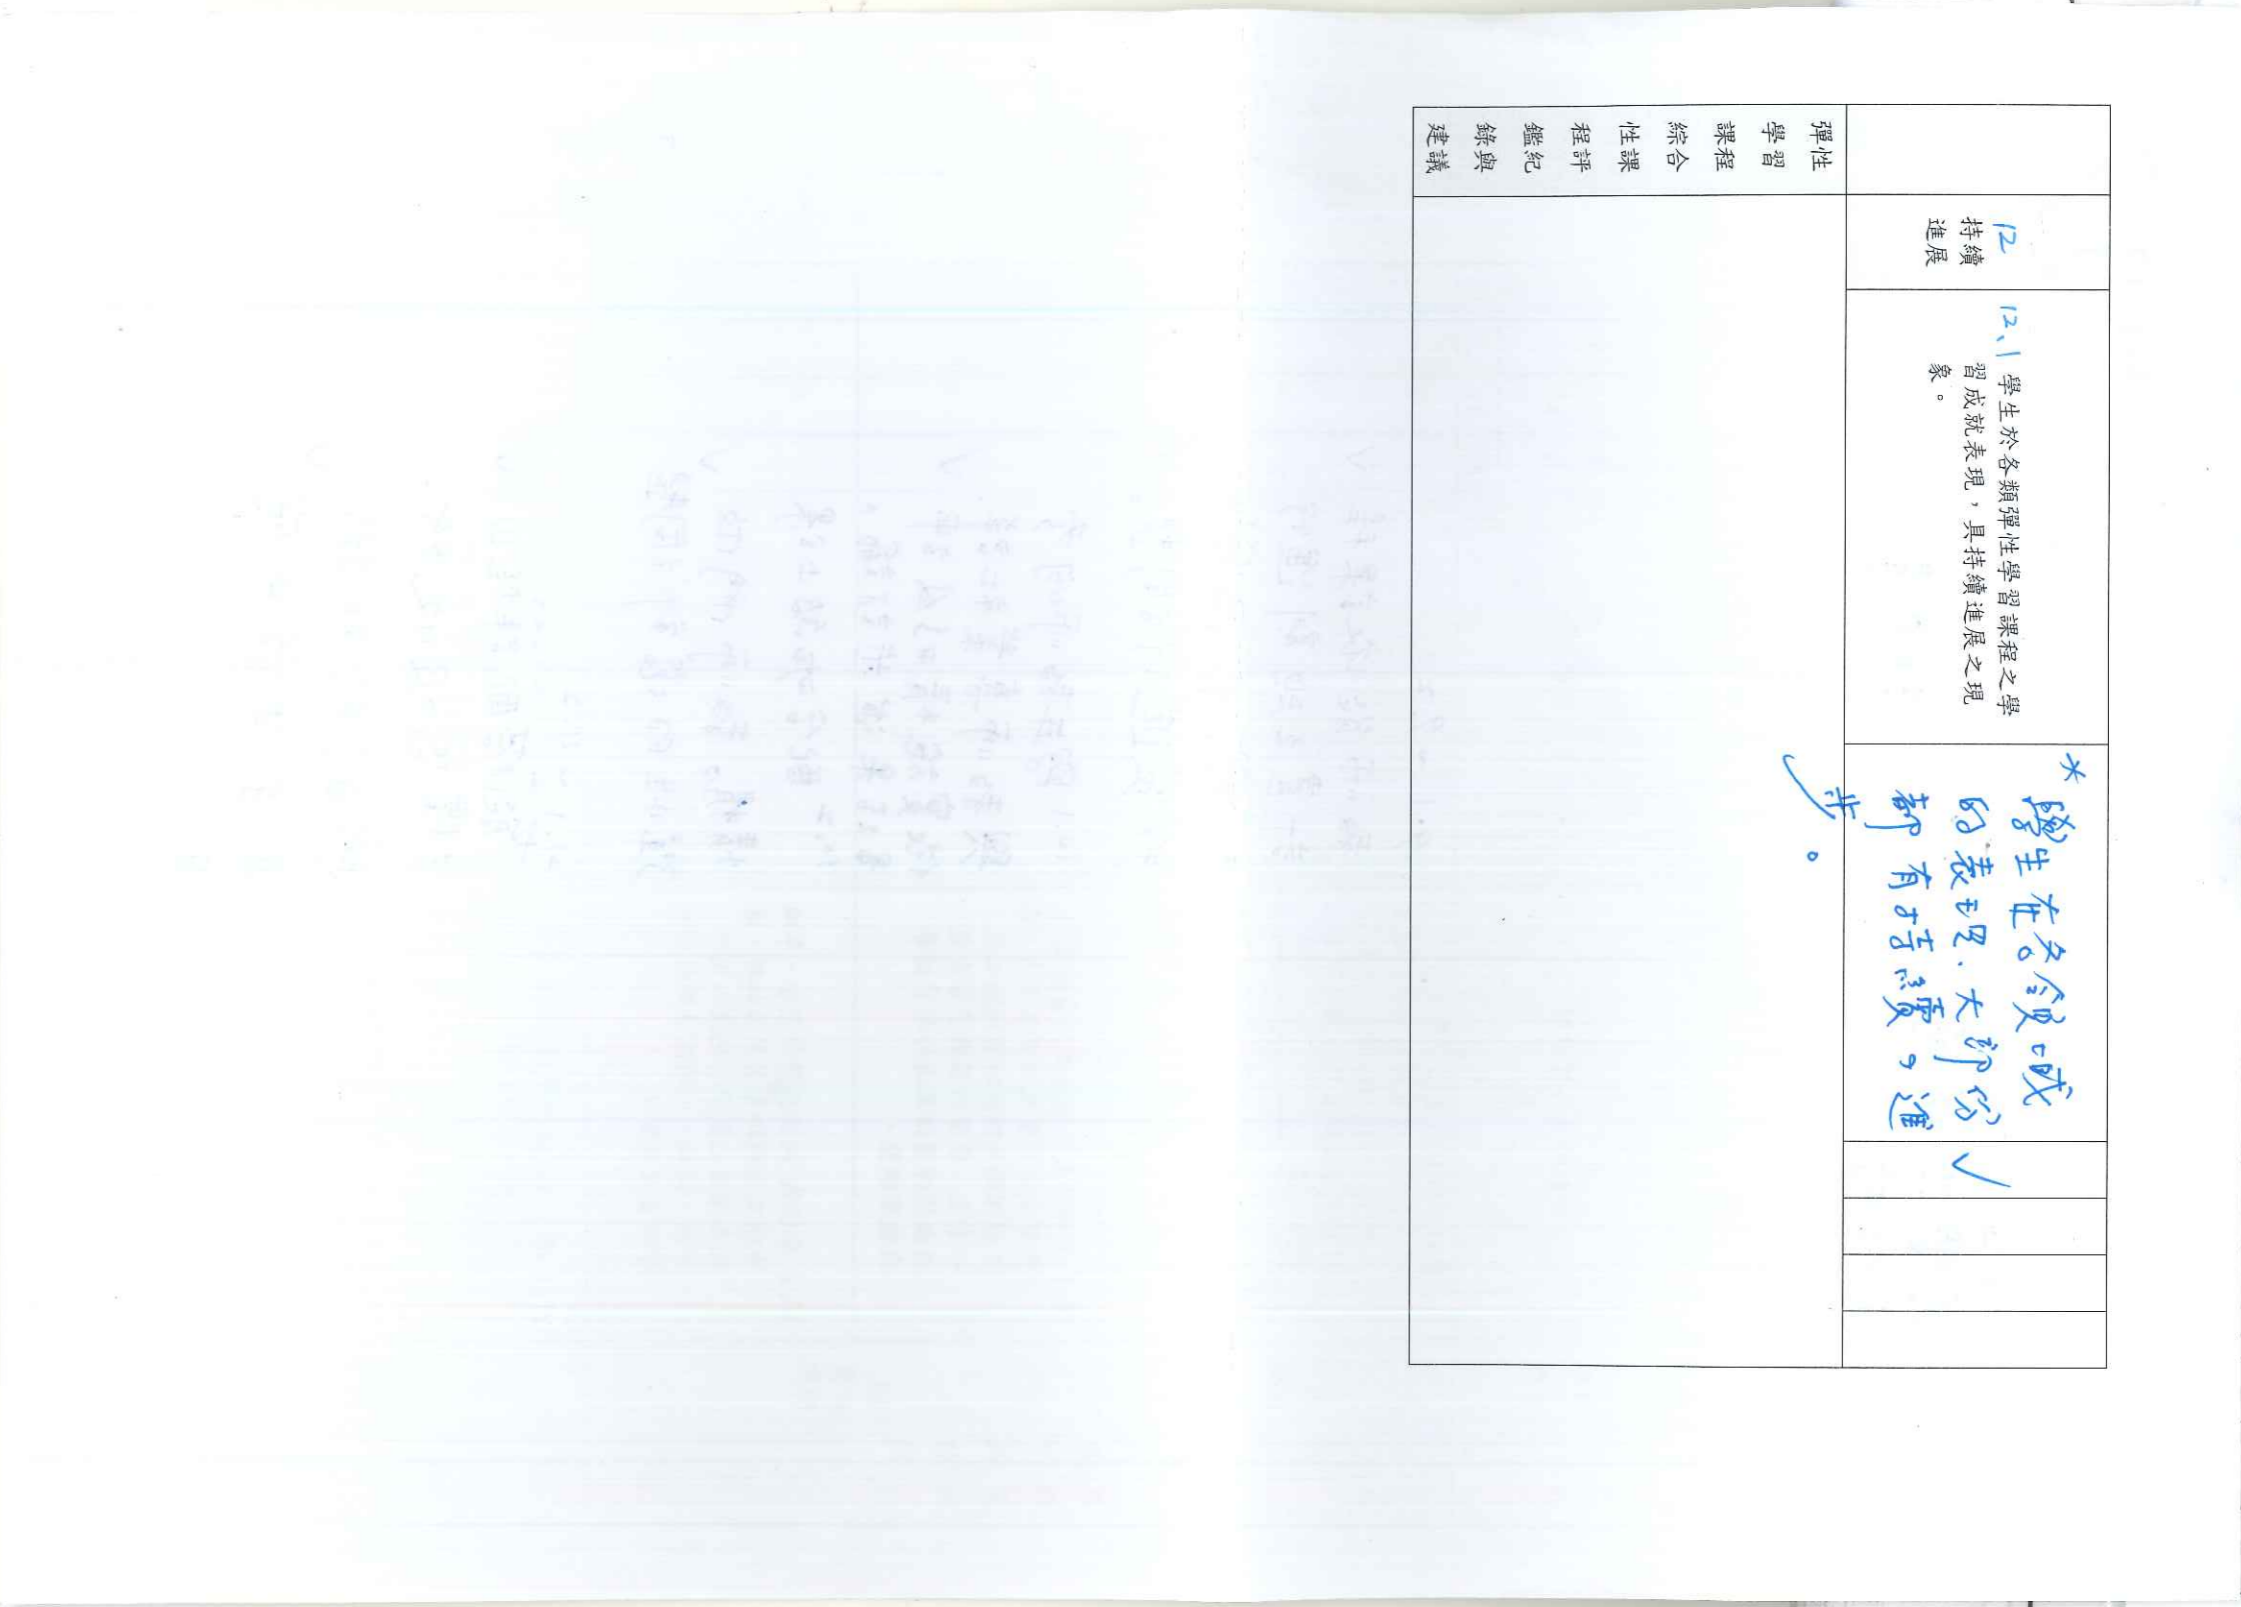 12
持續
進展
12、1 學生於各類彈性學習課程之學
習成就表現，具持續進展之現
象。
* 學生在各領域
的表現.大部份
都有持續的進
步。
✓
彈性
學習
課程
綜合
性課
程評
鑑紀
錄與
建議